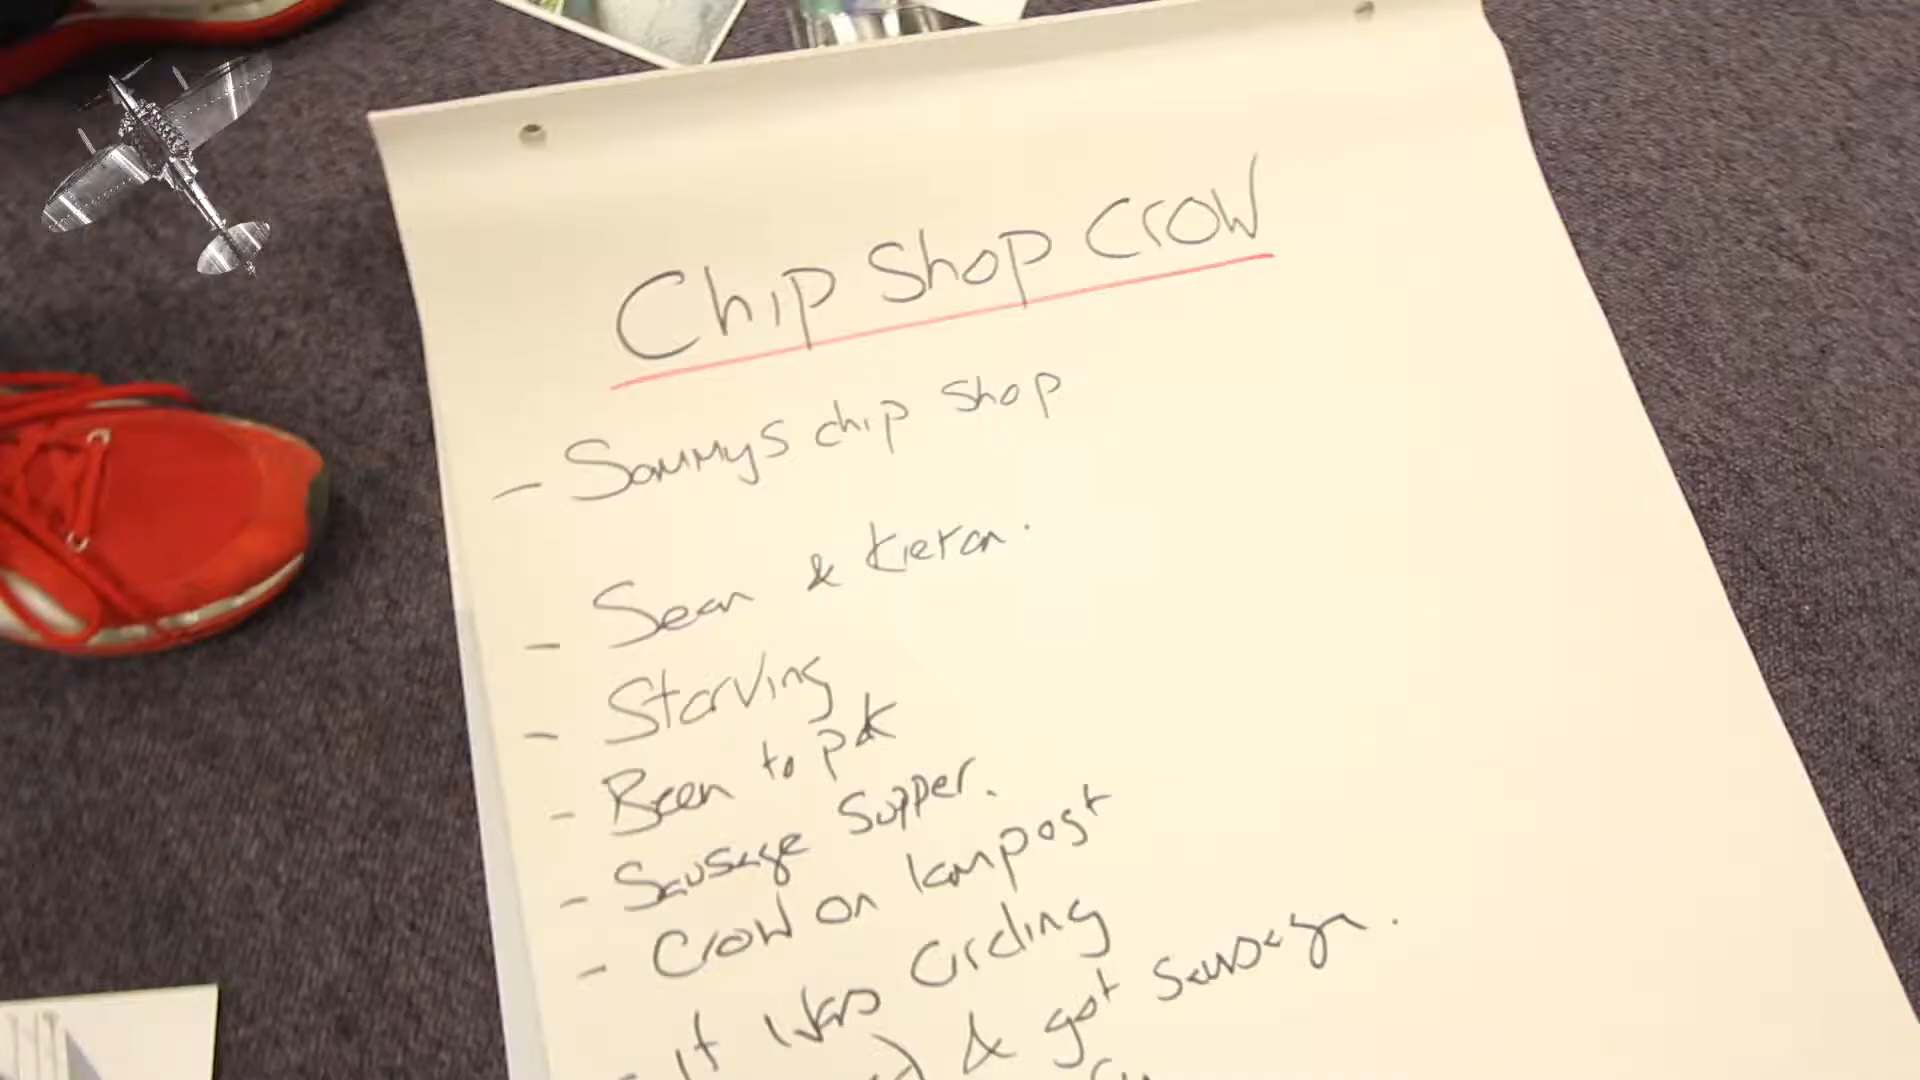 Chip Shop Crow
- Sammys chip shop
- Sean & Kieran.
- Starving
- Been to pk
- Sausage Supper.
- Crow on lampost
- it was circling
& got sausage.